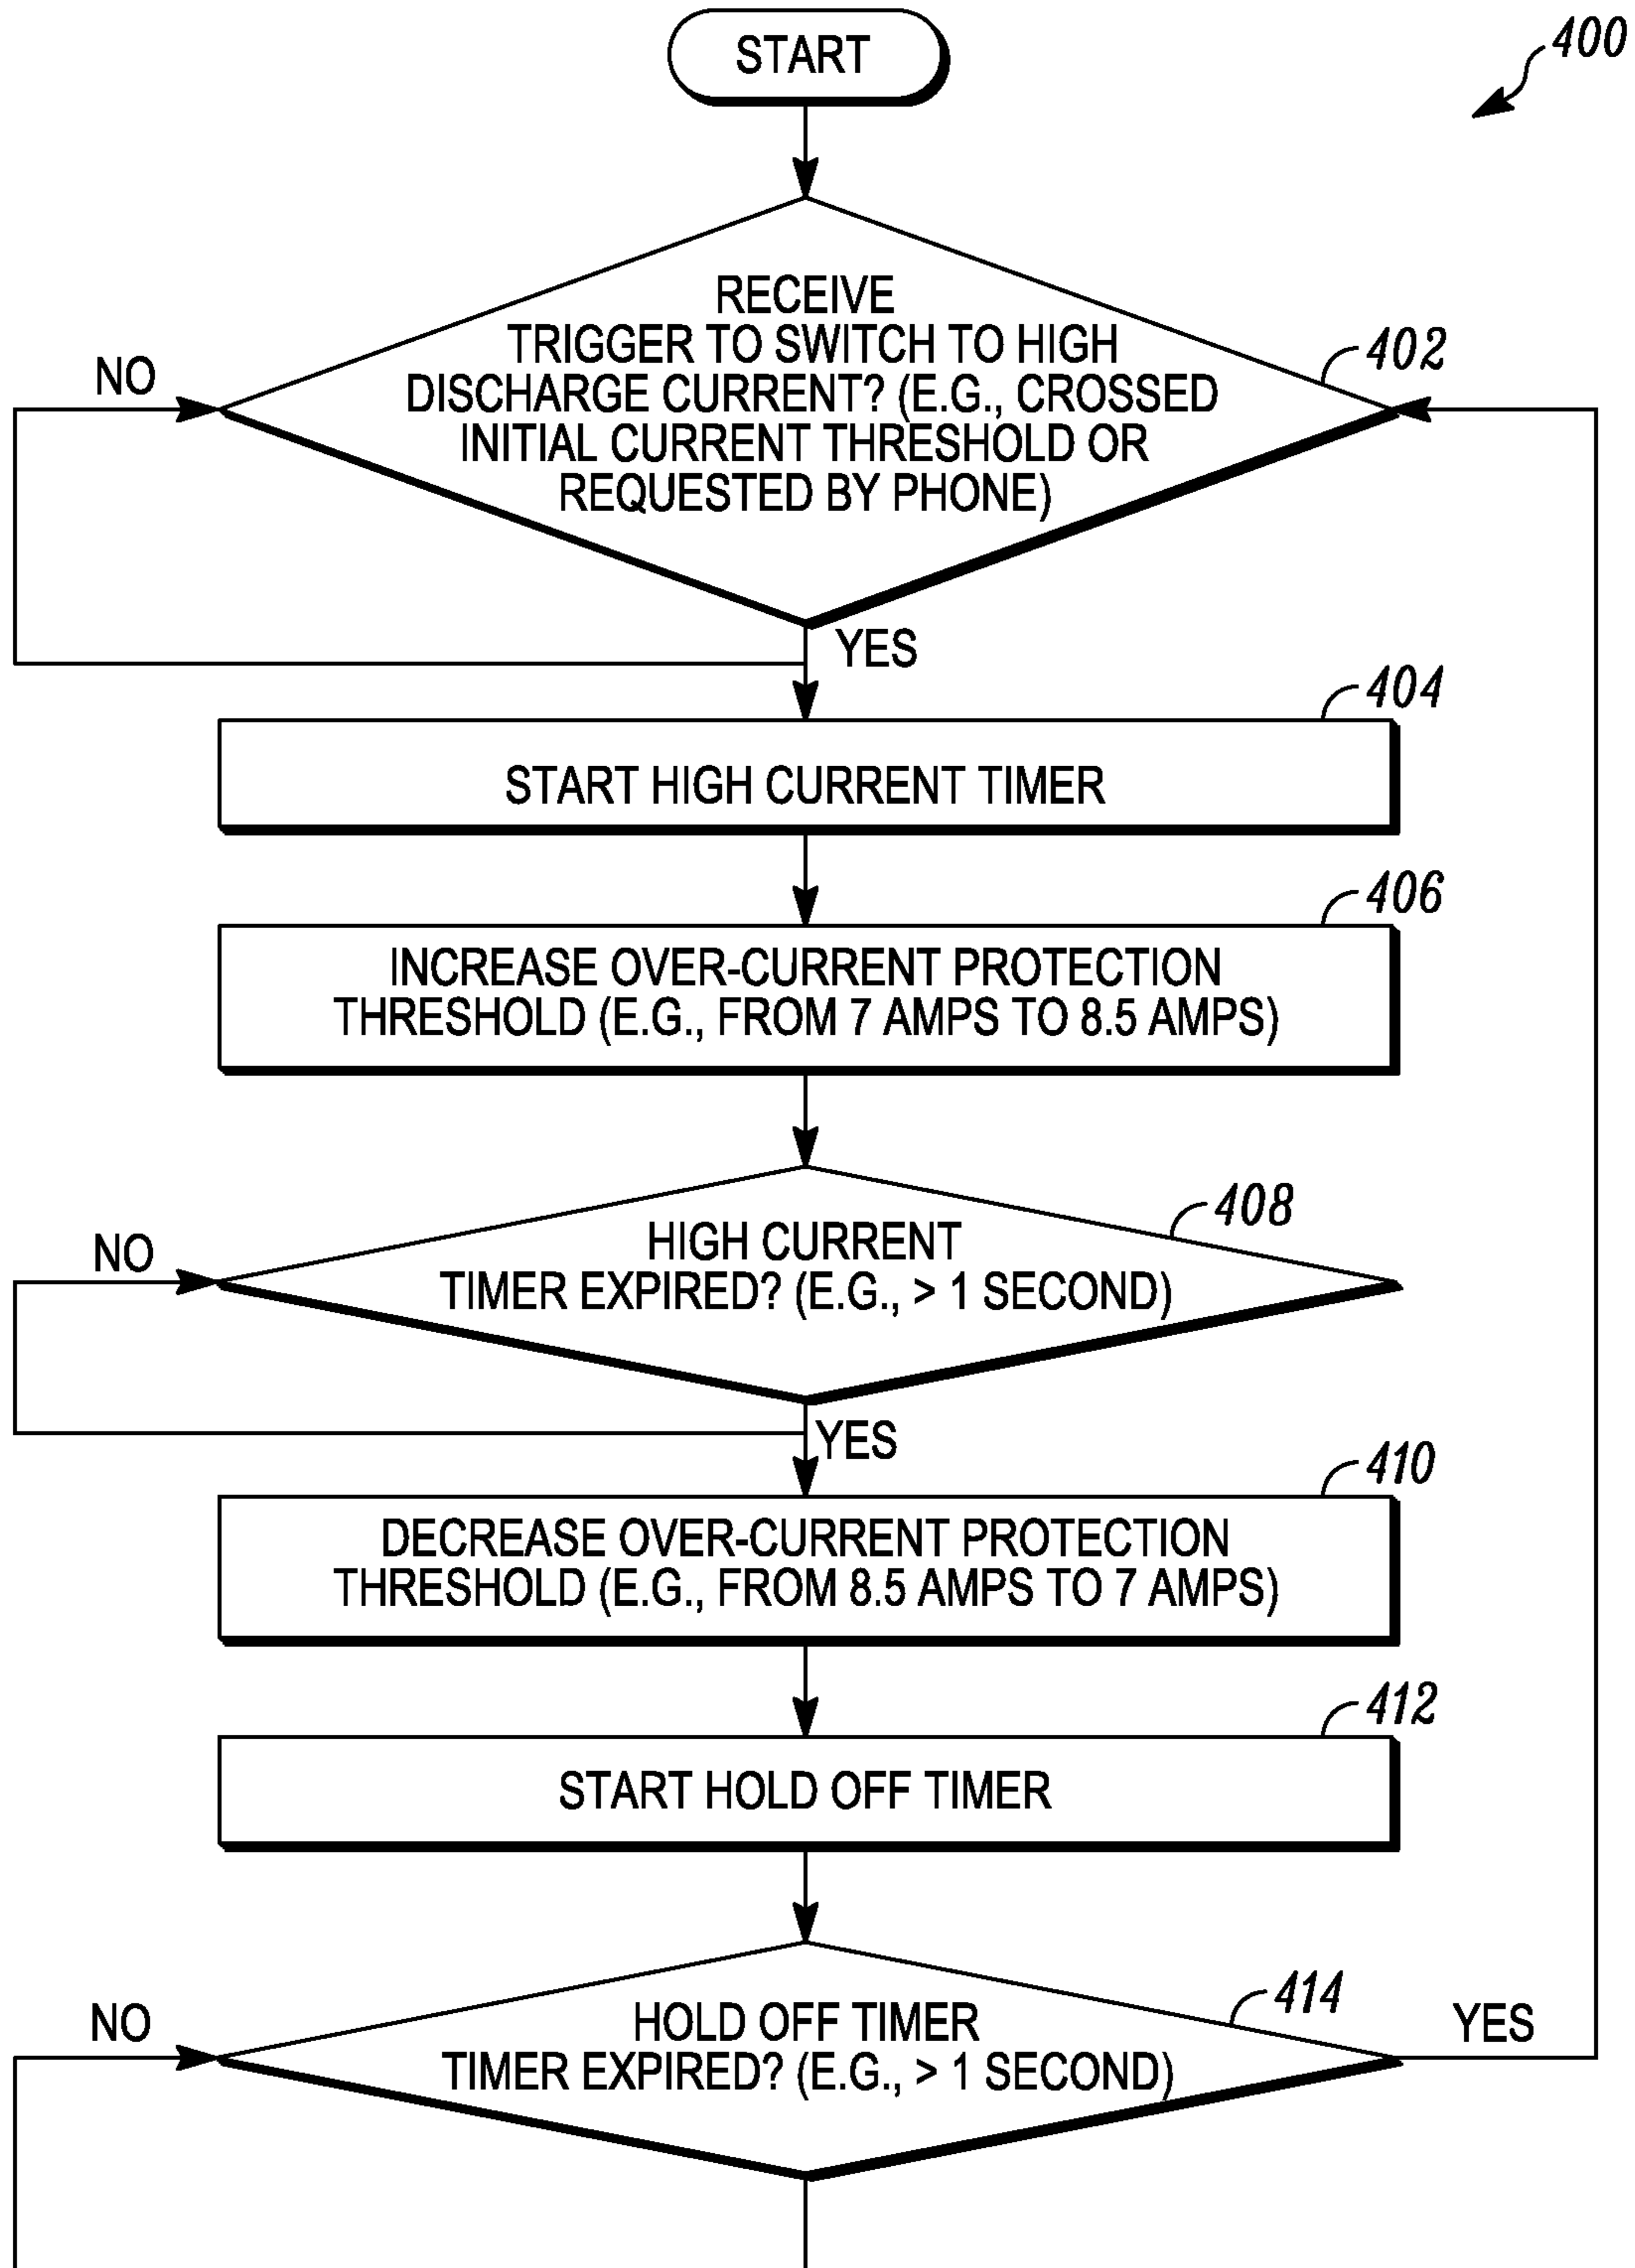 START
400
RECEIVE
TRIGGER TO SWITCH TO HIGH
DISCHARGE CURRENT? (E.G., CROSSED
INITIAL CURRENT THRESHOLD OR
REQUESTED BY PHONE)
402
NO
YES
404
START HIGH CURRENT TIMER
406
INCREASE OVER-CURRENT PROTECTION
THRESHOLD (E.G., FROM 7 AMPS TO 8.5 AMPS)
408
NO
HIGH CURRENT
TIMER EXPIRED? (E.G., > 1 SECOND)
YES
410
DECREASE OVER-CURRENT PROTECTION
THRESHOLD (E.G., FROM 8.5 AMPS TO 7 AMPS)
412
START HOLD OFF TIMER
414
NO
HOLD OFF TIMER
TIMER EXPIRED? (E.G., > 1 SECOND)
YES